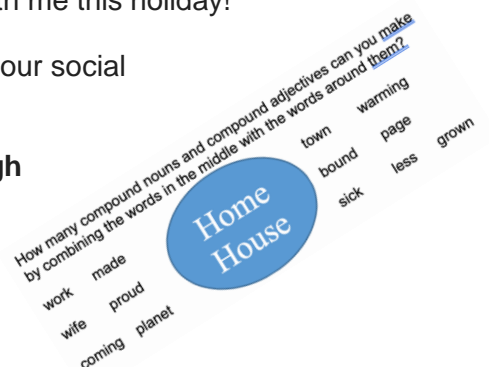 th me this holiday!
our social
gh
How many compound nouns and compound adjectives can you make
by combining the words in the middle with the words around them?
work made
wife proud
coming planet
Home
House
town warming
bound page
sick less grown